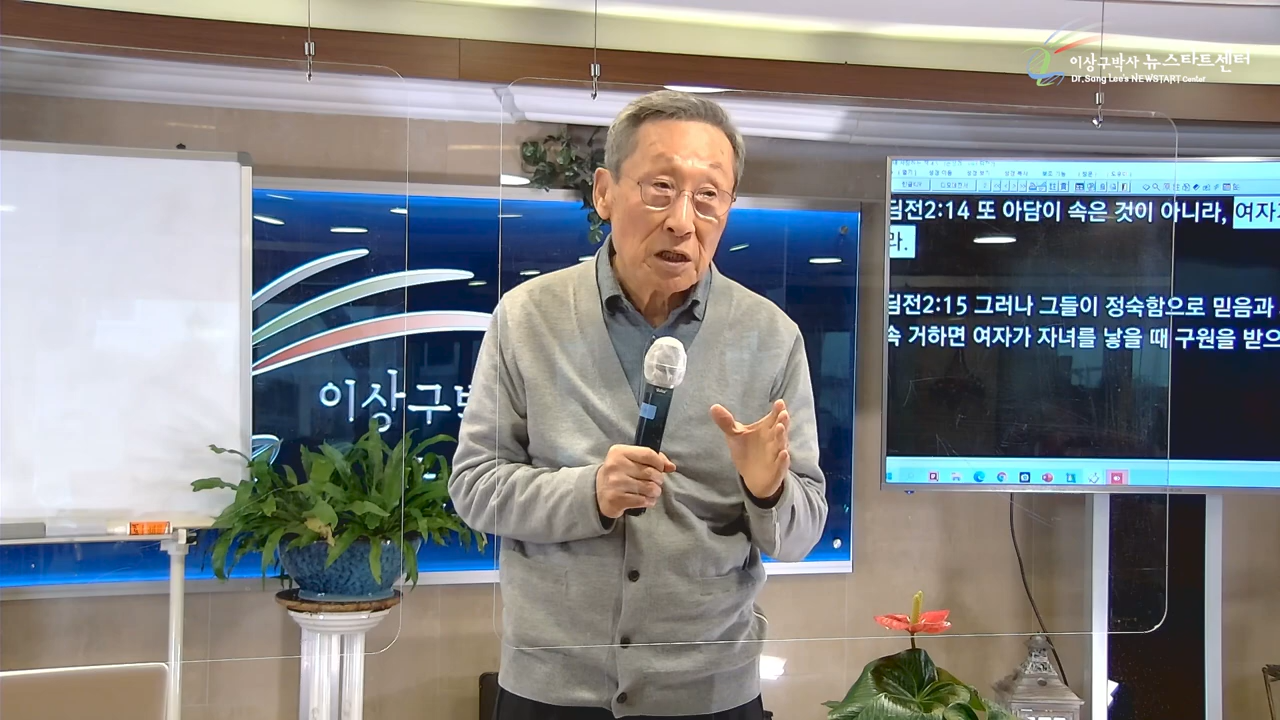 이상구박사 뉴스타트센터
Dr. Sang Lee's NEWSTART Center
딤전2:14 또 아담이 속은 것이 아니라, 여자
라.
딤전2:15 그러나 그들이 정숙함으로 믿음과
속 거하면 여자가 자녀를 낳을 때 구원을 받으
이상구